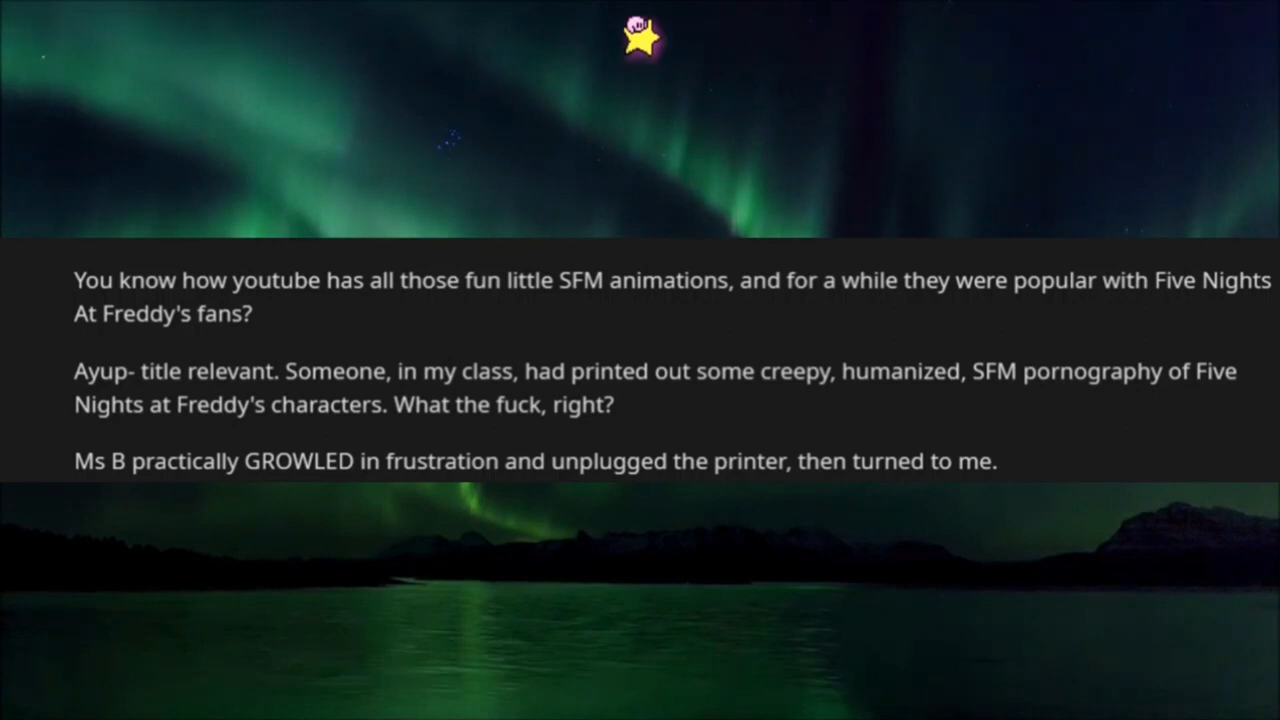 You know how youtube has all those fun little SFM animations, and for a while they were popular with Five Nights
At Freddy's fans?
Ayup- title relevant. Someone, in my class, had printed out some creepy, humanized, SFM pornography of Five
Nights at Freddy's characters. What the fuck, right?
Ms B practically GROWLED in frustration and unplugged the printer, then turned to me.